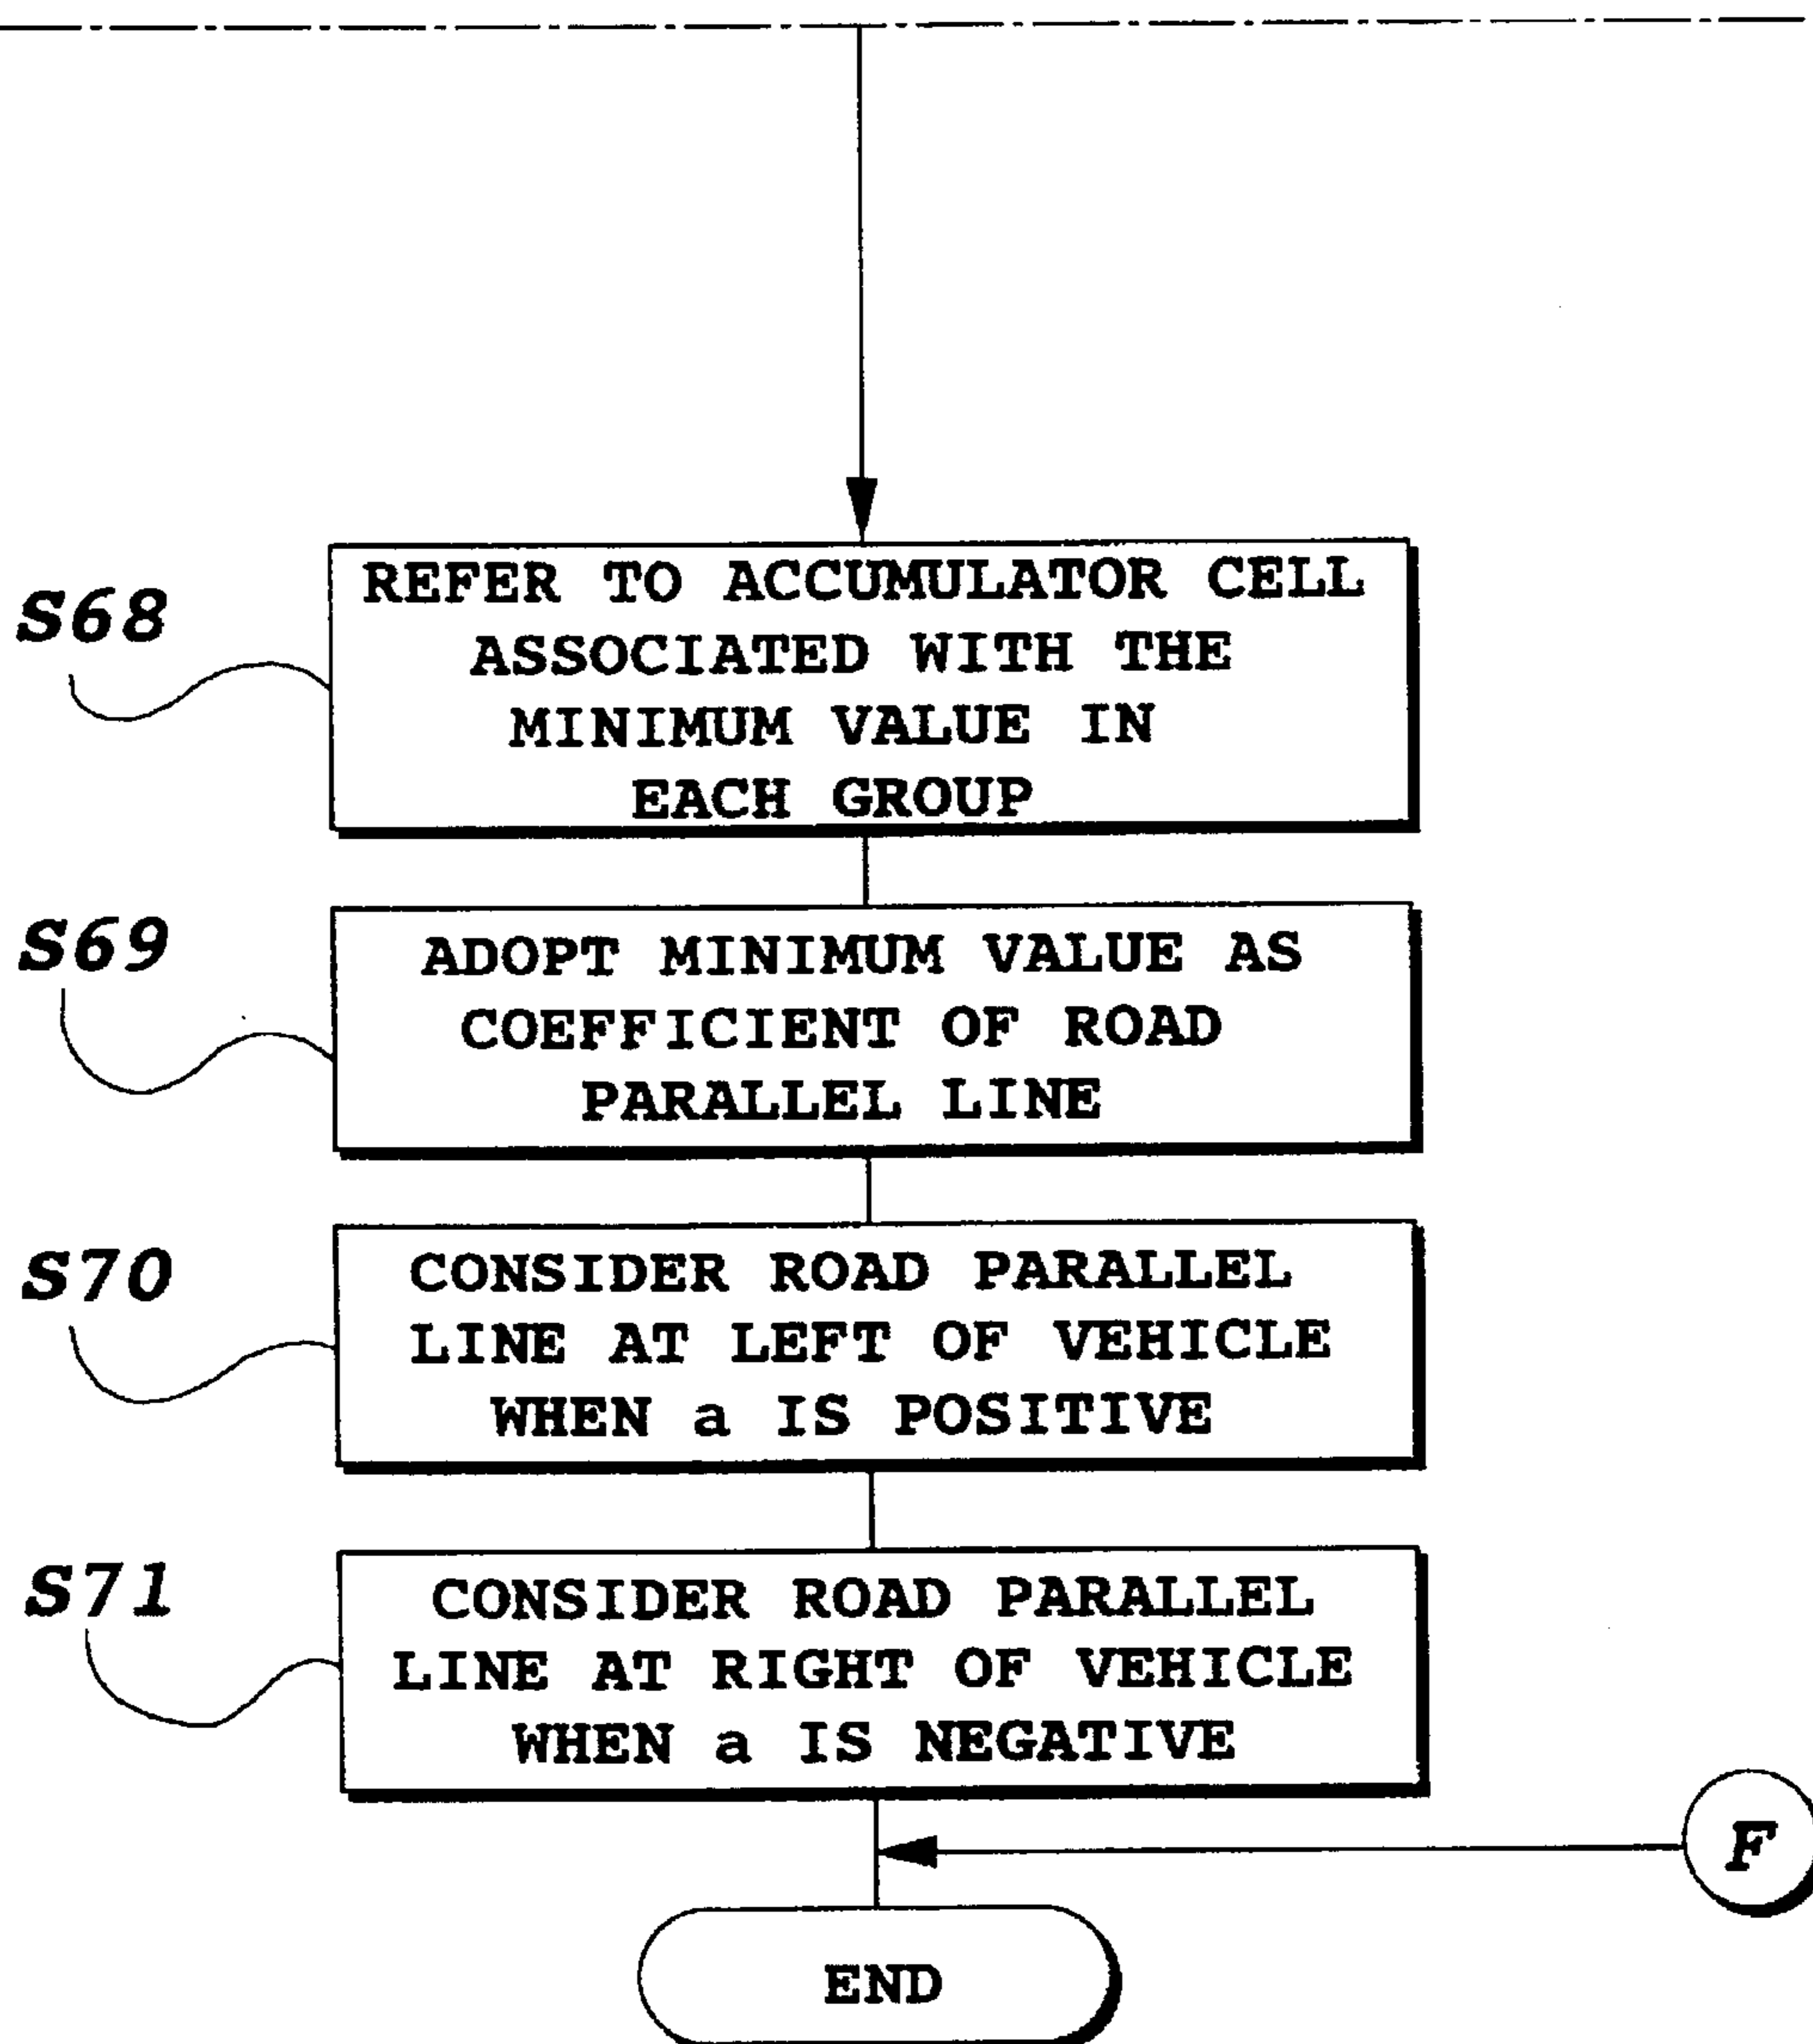 S68
REFER TO ACCUMULATOR CELL
ASSOCIATED WITH THE
MINIMUM VALUE IN
EACH GROUP
S69
ADOPT MINIMUM VALUE AS
COEFFICIENT OF ROAD
PARALLEL LINE
S70
CONSIDER ROAD PARALLEL
LINE AT LEFT OF VEHICLE
WHEN a IS POSITIVE
S71
CONSIDER ROAD PARALLEL
LINE AT RIGHT OF VEHICLE
WHEN a IS NEGATIVE
F
END